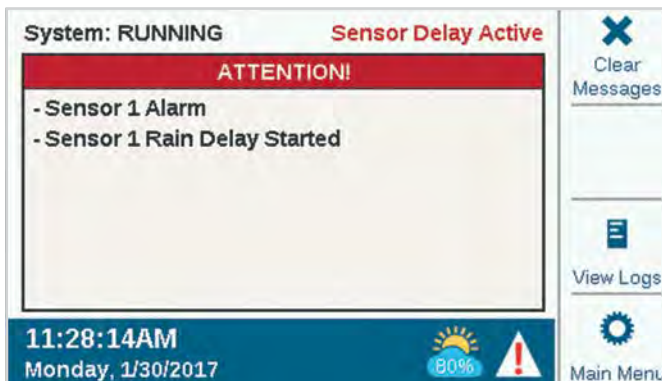 System: RUNNING
Sensor Delay Active
Clear
Messages
ATTENTION!
- Sensor 1 Alarm
- Sensor 1 Rain Delay Started
View Logs
11:28:14AM
Monday, 1/30/2017
80%
!
Main Menu